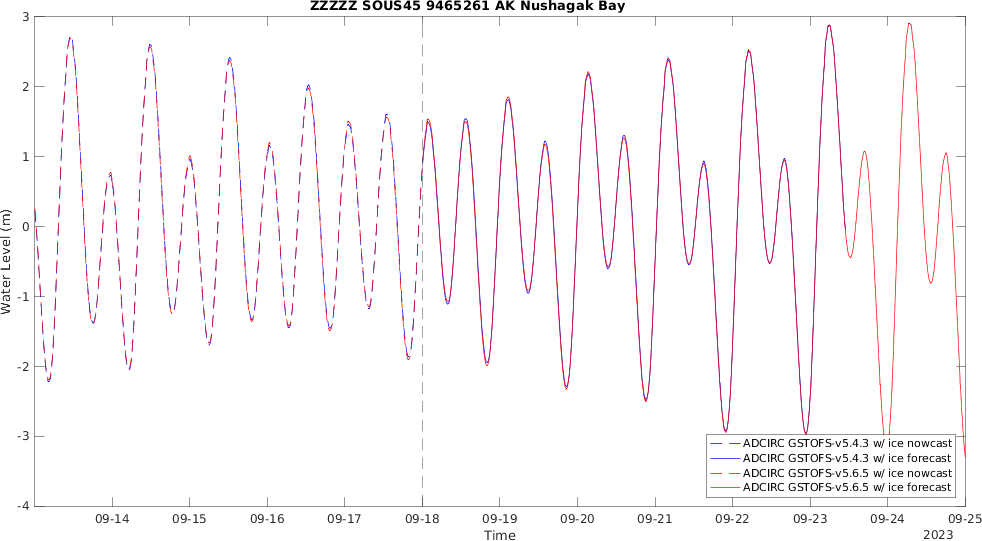 ZZZZZ SOUS45 9465261 AK Nushagak Bay
Water Level (m)
3
2
1
0
-1
-2
-3
-4
ADCIRC GSTOFS-v5.4.3 w/ ice nowcast
ADCIRC GSTOFS-v5.4.3 w/ ice forecast
ADCIRC GSTOFS-v5.6.5 w/ ice nowcast
ADCIRC GSTOFS-v5.6.5 w/ ice forecast
09-14 09-15 09-16 09-17 09-18 09-19 09-20 09-21 09-22 09-23 09-24 09-25
Time
2023